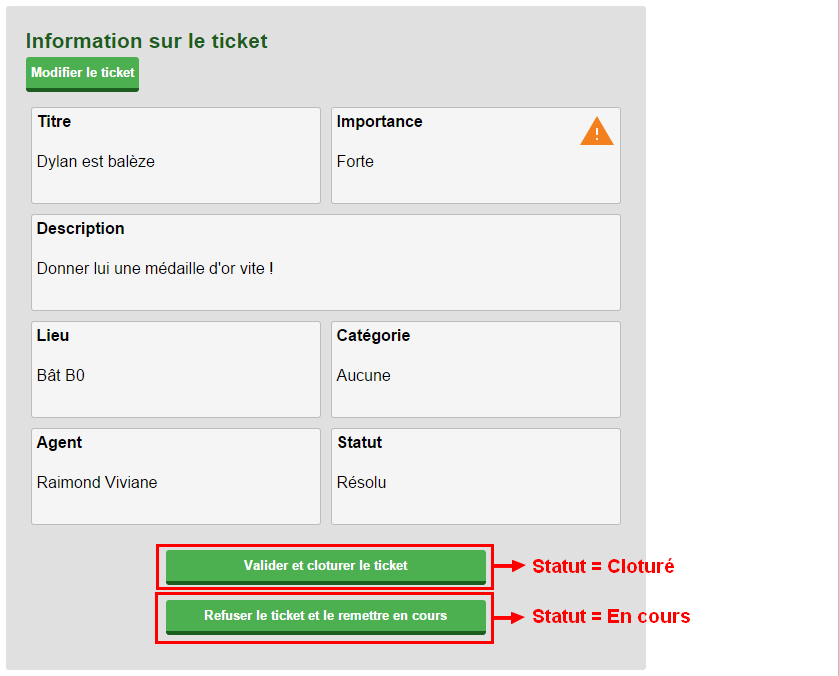 Information sur le ticket
Modifier le ticket
Titre
Dylan est balèze
Importance
Forte
Description
Donner lui une médaille d'or vite !
Lieu
Bât B0
Catégorie
Aucune
Agent
Raimond Viviane
Statut
Résolu
Valider et cloturer le ticket
Statut = Cloturé
Refuser le ticket et le remettre en cours
Statut = En cours